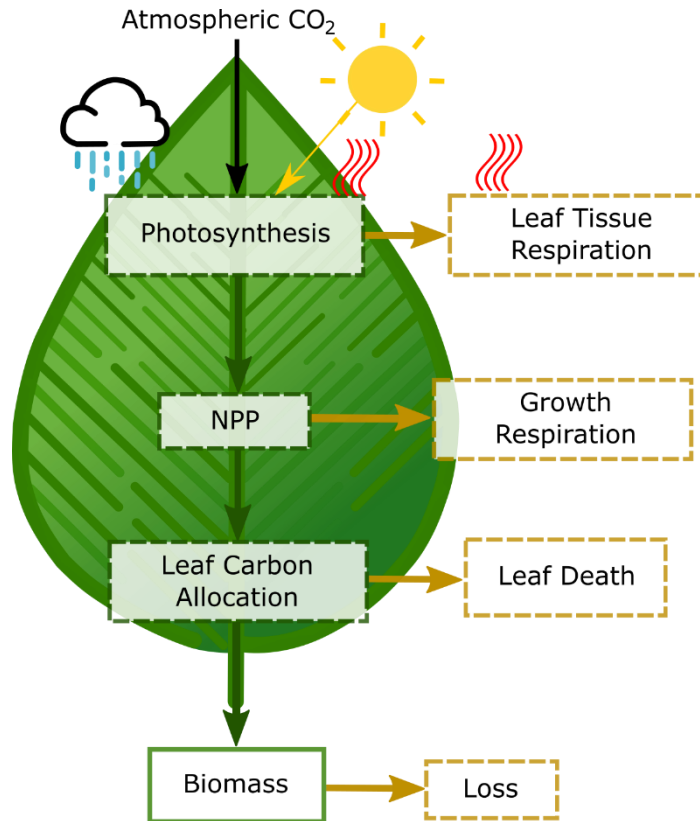 Atmospheric CO₂
Photosynthesis
Leaf Tissue
Respiration
NPP
Growth
Respiration
Leaf Carbon
Allocation
Leaf Death
Biomass
Loss